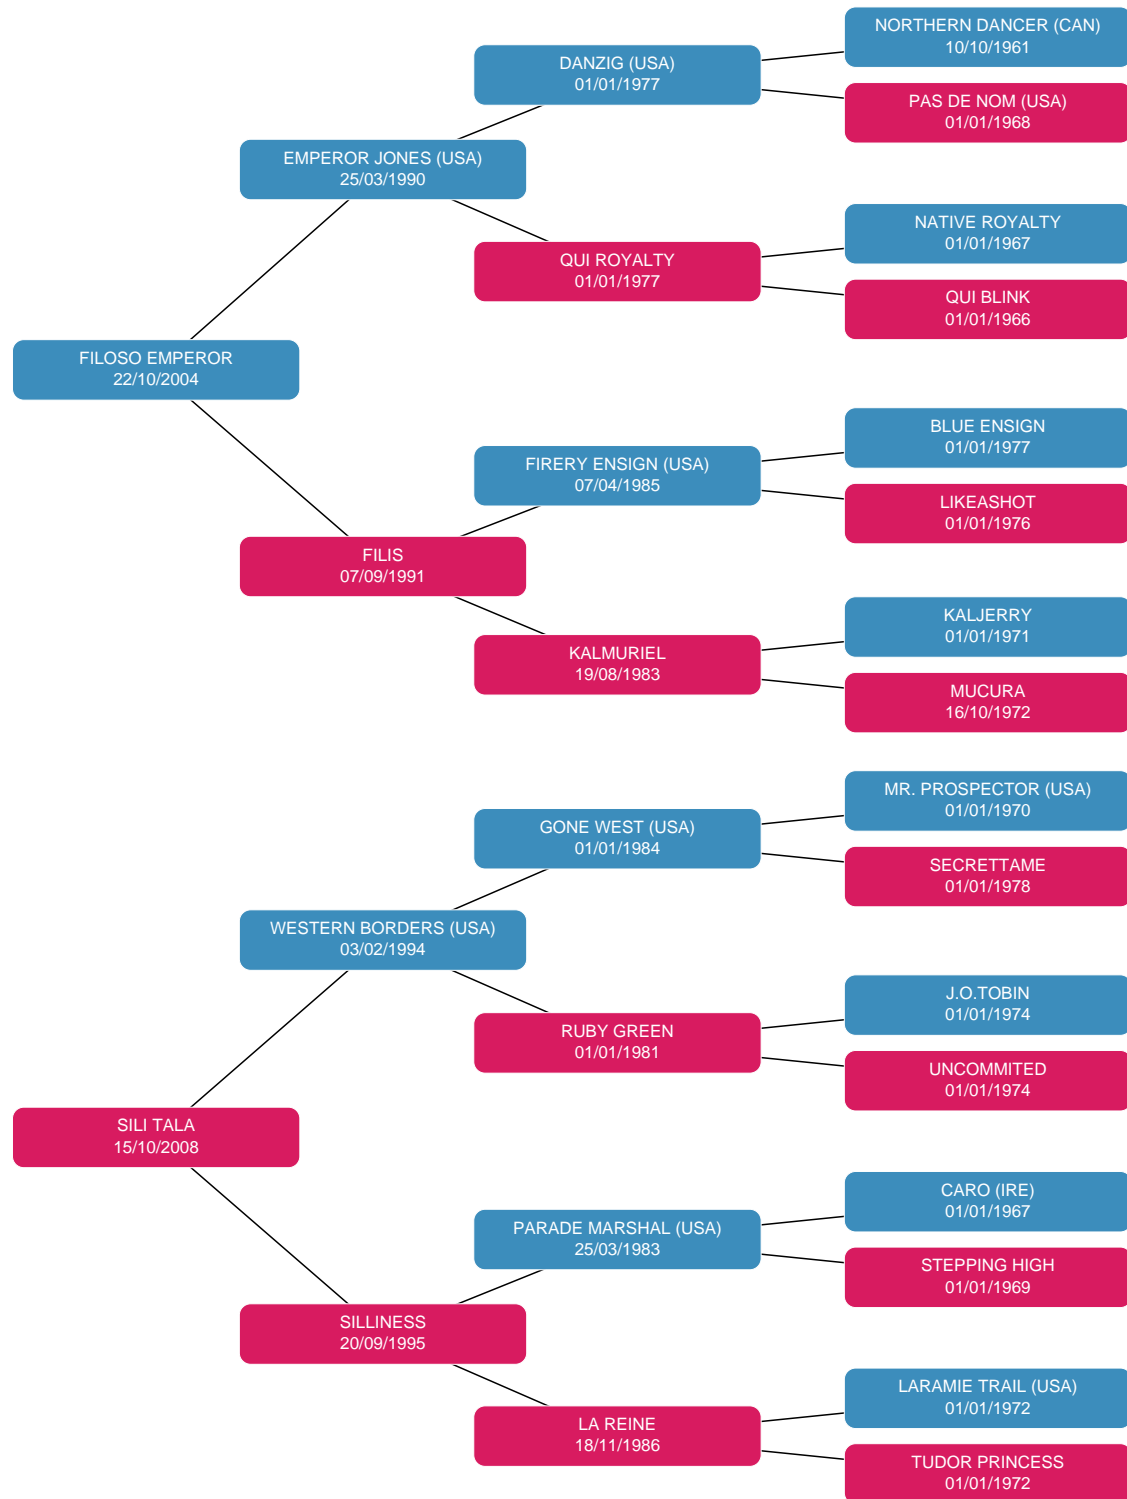 NORTHERN DANCER (CAN)
10/10/1961
DANZIG (USA)
01/01/1977
PAS DE NOM (USA)
01/01/1968
EMPEROR JONES (USA)
25/03/1990
NATIVE ROYALTY
01/01/1967
QUI ROYALTY
01/01/1977
QUI BLINK
01/01/1966
FILOSO EMPEROR
22/10/2004
BLUE ENSIGN
01/01/1977
FIRERY ENSIGN (USA)
07/04/1985
LIKEASHOT
01/01/1976
FILIS
07/09/1991
KALJERRY
01/01/1971
KALMURIEL
19/08/1983
MUCURA
16/10/1972
MR. PROSPECTOR (USA)
01/01/1970
GONE WEST (USA)
01/01/1984
SECRETTAME
01/01/1978
WESTERN BORDERS (USA)
03/02/1994
J.O.TOBIN
01/01/1974
RUBY GREEN
01/01/1981
UNCOMMITED
01/01/1974
SILI TALA
15/10/2008
CARO (IRE)
01/01/1967
PARADE MARSHAL (USA)
25/03/1983
STEPPING HIGH
01/01/1969
SILLINESS
20/09/1995
LARAMIE TRAIL (USA)
01/01/1972
LA REINE
18/11/1986
TUDOR PRINCESS
01/01/1972